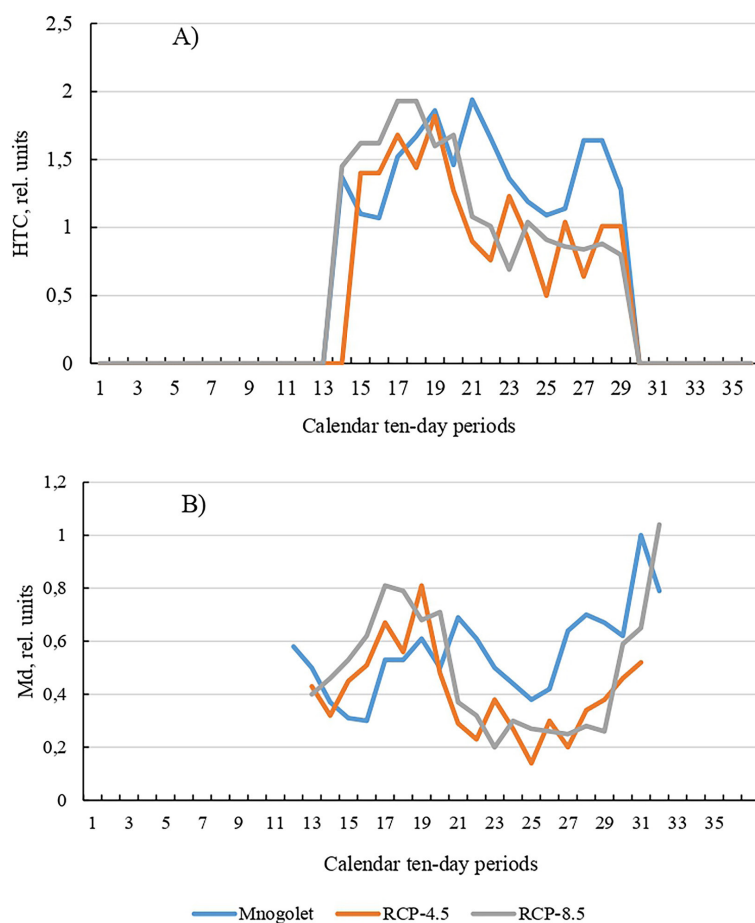 A)
2,5
2
1,5
1
0,5
0
HTC, rel. units
1 3 5 7 9 11 13 15 17 19 21 23 25 27 29 31 33 35
Calendar ten-day periods
B)
1,2
1
0,8
0,6
0,4
0,2
0
Md, rel. units
1 3 5 7 9 11 13 15 17 19 21 23 25 27 29 31 33 35
Calendar ten-day periods
Mnogolet RCP-4.5 RCP-8.5